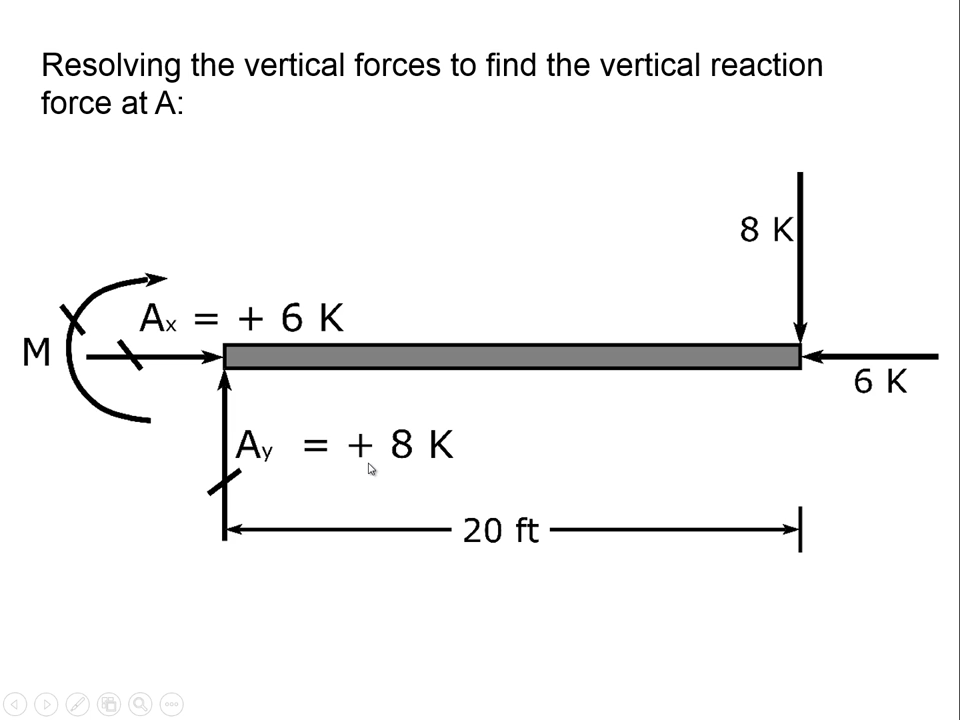 Resolving the vertical forces to find the vertical reaction
force at A:
8 K
Ax = + 6 K
M
6 K
Ay = + 8 K
20 ft